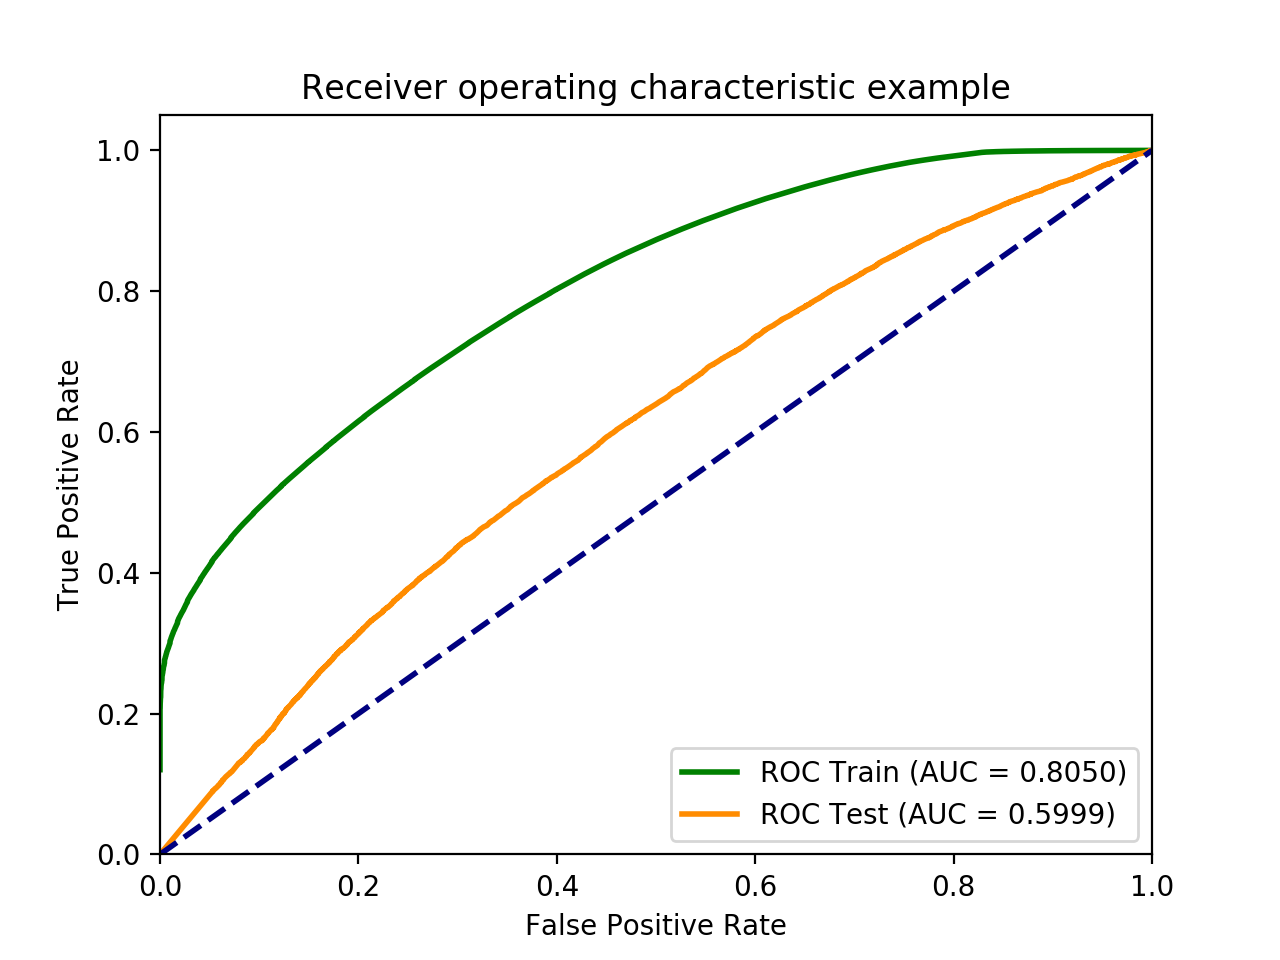 Receiver operating characteristic example
1.0
0.8
0.6
0.4
0.2
0.0
True Positive Rate
ROC Train (AUC = 0.8050)
ROC Test (AUC = 0.5999)
0.0 0.2 0.4 0.6 0.8 1.0
False Positive Rate